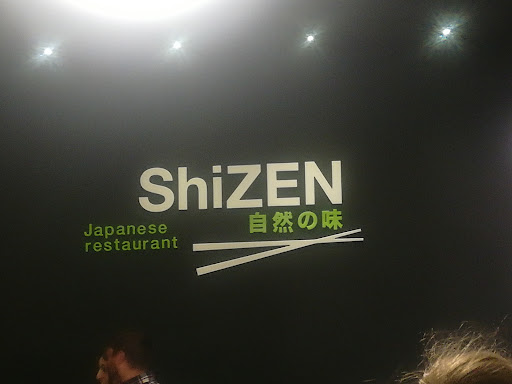 ShiZEN
自然の味
Japanese
restaurant